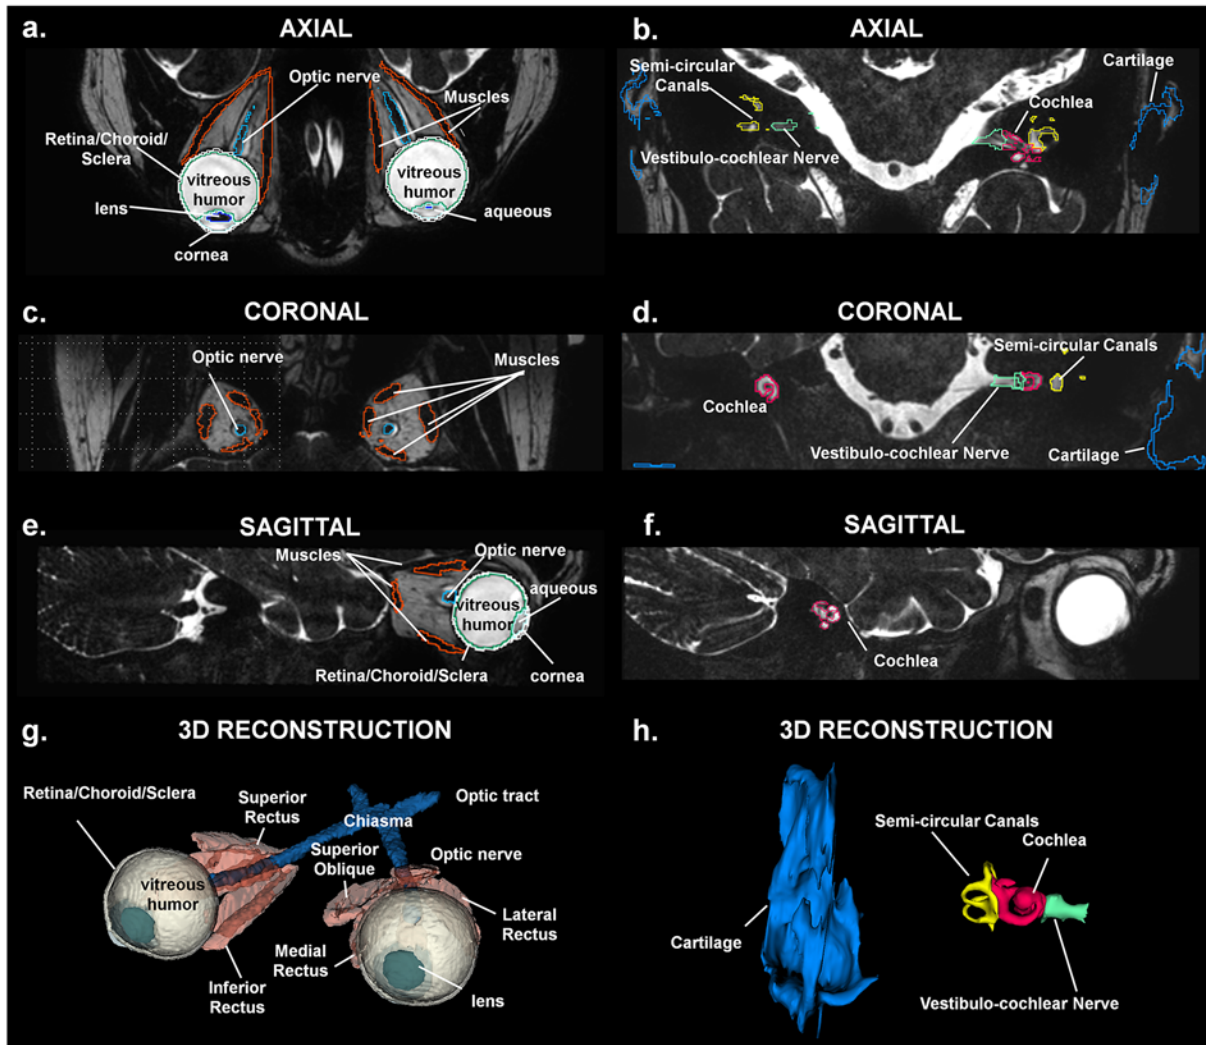 a.
AXIAL
Optic nerve
Muscles
Retina/Choroid/
Sclera
vitreous
humor
vitreous
humor
lens
aqueous
cornea
b.
AXIAL
Semi-circular
Canals
Cartilage
Cochlea
Vestibulo-cochlear Nerve
c.
CORONAL
Optic nerve
Muscles
d.
CORONAL
Semi-circular Canals
Cochlea
Vestibulo-cochlear Nerve
Cartilage
e.
SAGITTAL
Muscles
Optic nerve
aqueous
vitreous
humor
Retina/Choroid/Sclera
cornea
f.
SAGITTAL
Cochlea
g.
3D RECONSTRUCTION
Retina/Choroid/Sclera
Superior
Rectus
Optic tract
Chiasma
Superior
Oblique
Optic nerve
vitreous
humor
Lateral
Rectus
Medial
Rectus
Inferior
Rectus
lens
h.
3D RECONSTRUCTION
Semi-circular Canals
Cochlea
Cartilage
Vestibulo-cochlear Nerve